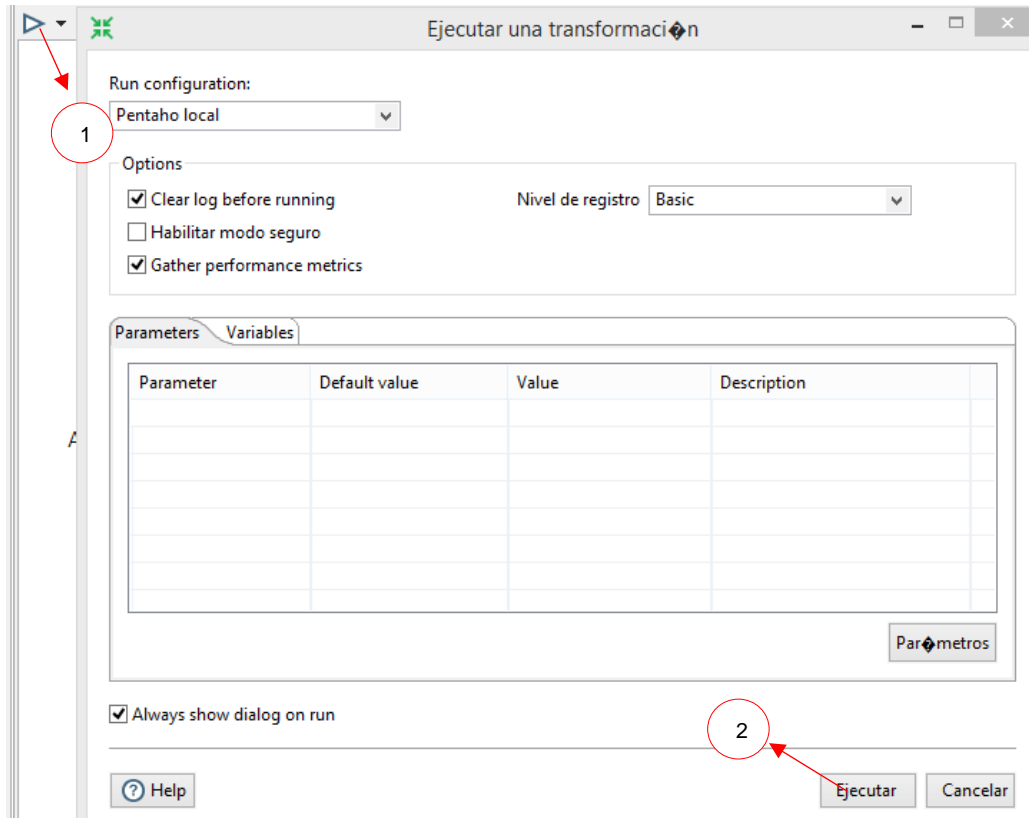 Ejecutar una transformaci�n
Run configuration:
Pentaho local
1
Options
Clear log before running
Nivel de registro Basic
Habilitar modo seguro
Gather performance metrics
Parameters Variables
Parameter Default value Value Description
A
Par�metros
Always show dialog on run
2
Help
Ejecutar Cancelar